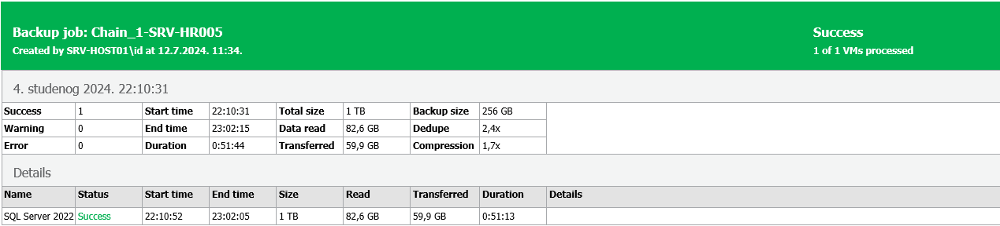 Backup job: Chain_1-SRV-HR005 Success
Created by SRV-HOST01\id at 12.7.2024. 11:34. 1 of 1 VMs processed
4. studenog 2024. 22:10:31
Success 1 Start time 22:10:31 Total size 1 TB Backup size 256 GB
Warning 0 End time 23:02:15 Data read 82,6 GB Dedupe 2,4x
Error 0 Duration 0:51:44 Transferred 59,9 GB Compression 1,7x
Details
Name Status Start time End time Size Read Transferred Duration Details
SQL Server 2022 Success 22:10:52 23:02:05 1 TB 82,6 GB 59,9 GB 0:51:13